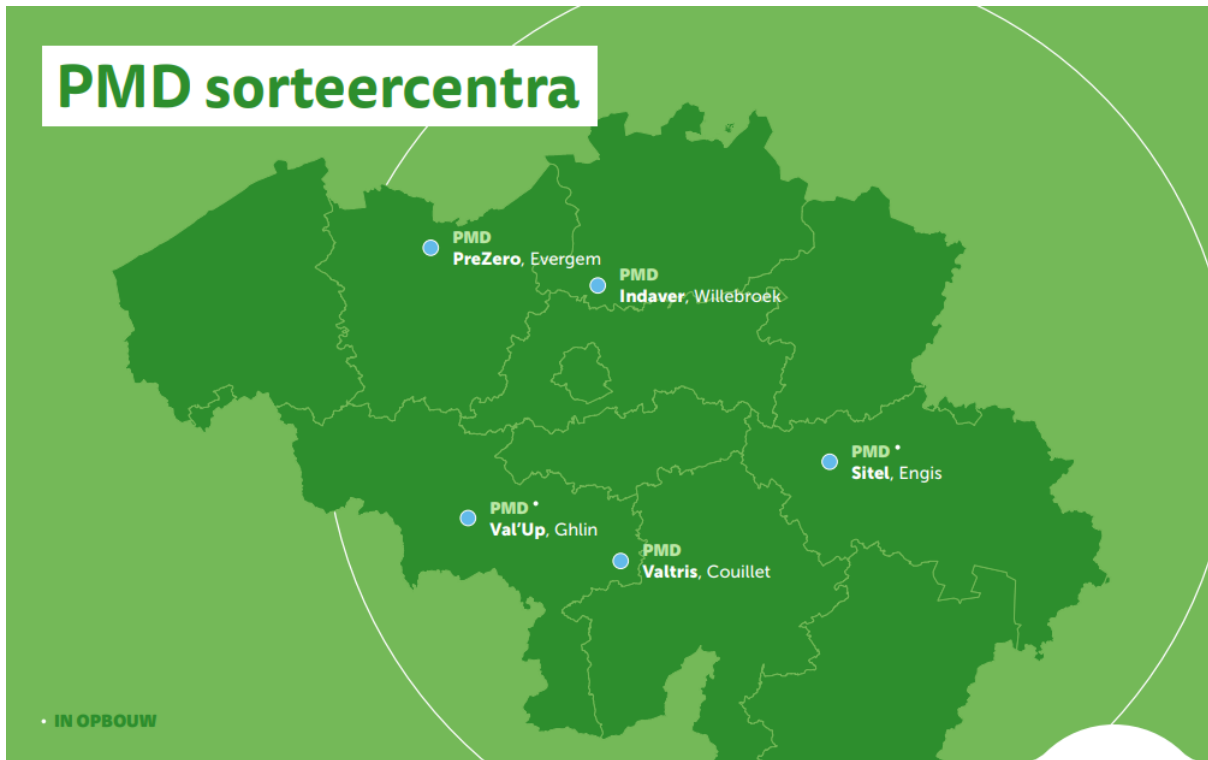 PMD sorteercentra
PMD
PreZero, Evergem
PMD
Indaver, Willebroek
PMD •
Sitel, Engis
PMD •
Val'Up, Ghlin
PMD
Valtris, Couillet
• IN OPBOUW